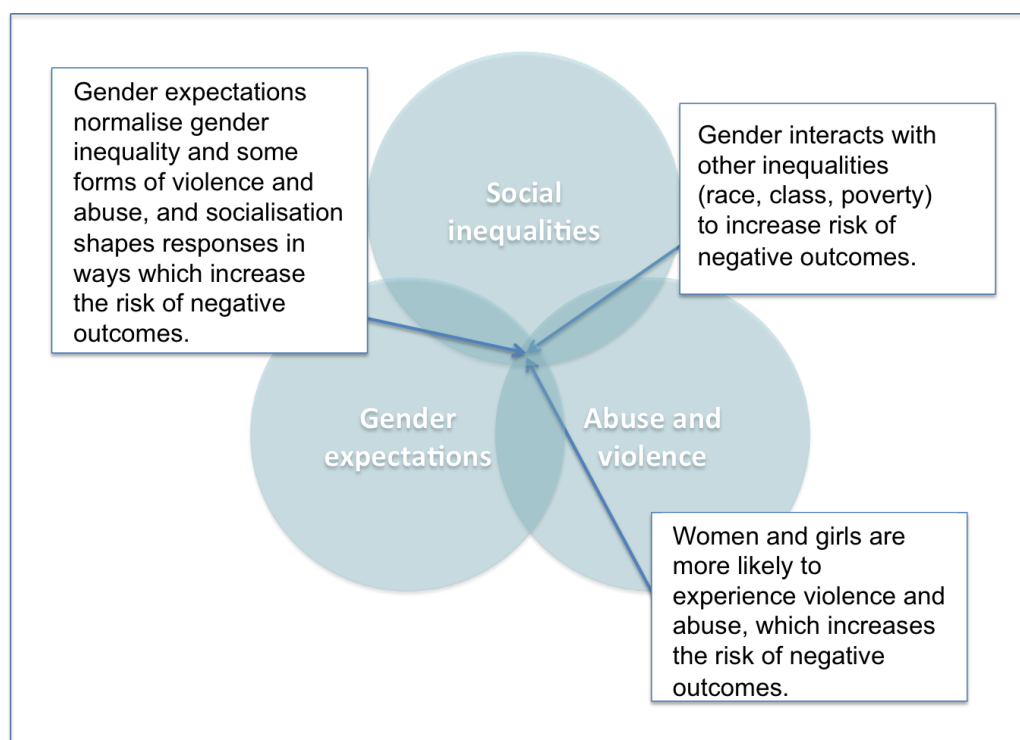 Gender expectations
normalise gender
inequality and some
forms of violence and
abuse, and socialisation
shapes responses in
ways which increase
the risk of negative
outcomes.
Social
inequalities
Gender interacts with
other inequalities
(race, class, poverty)
to increase risk of
negative outcomes.
Gender
expectations
Abuse and
violence
Women and girls are
more likely to
experience violence and
abuse, which increases
the risk of negative
outcomes.